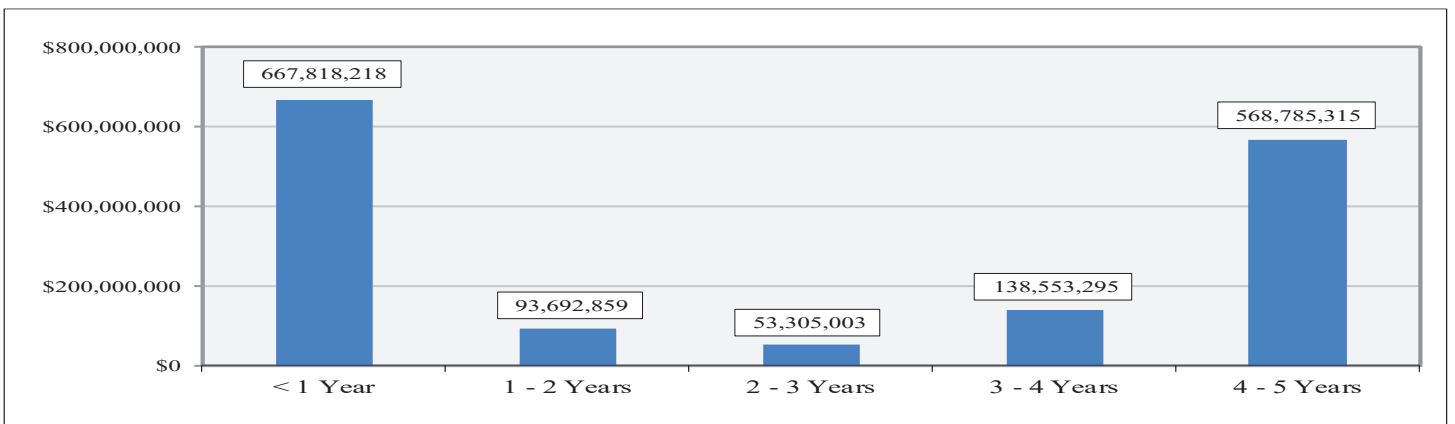 $800,000,000
667,818,218
$600,000,000
568,785,315
$400,000,000
$200,000,000
93,692,859
53,305,003
138,553,295
$0
< 1 Year
1 - 2 Years
2 - 3 Years
3 - 4 Years
4 - 5 Years